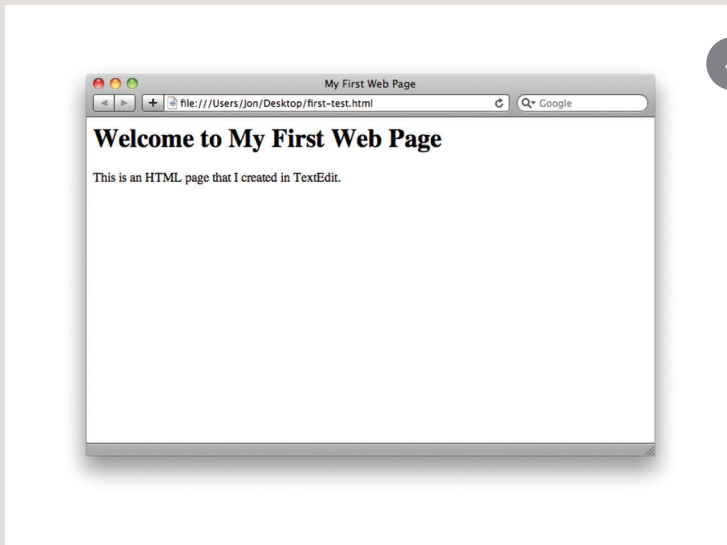 My First Web Page
file:///Users/Jon/Desktop/first-test.html
Google
Welcome to My First Web Page
This is an HTML page that I created in TextEdit.